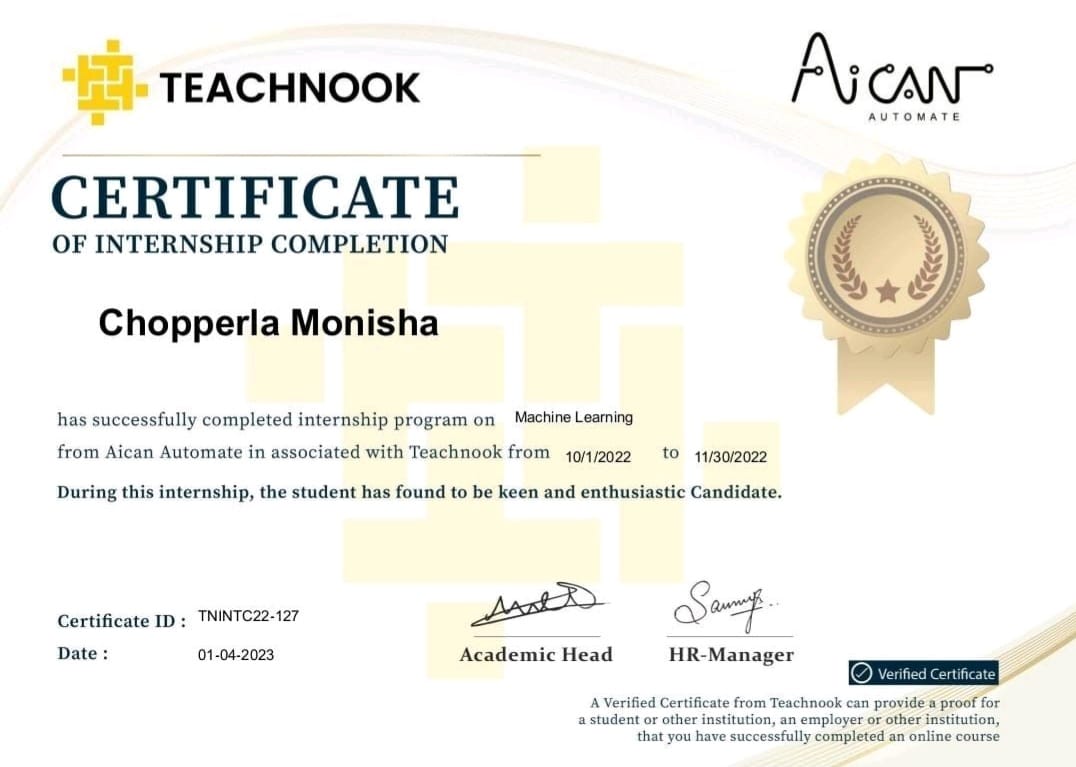 TEACHNOOK
Aican
AUTOMATE
CERTIFICATE
OF INTERNSHIP COMPLETION
Chopperla Monisha
has successfully completed internship program on Machine Learning
from Aican Automate in associated with Teachnook from 10/1/2022 to 11/30/2022
During this internship, the student has found to be keen and enthusiastic Candidate.
Certificate ID : TNINTC22-127
Date : 01-04-2023
Academic Head
HR-Manager
Verified Certificate
A Verified Certificate from Teachnook can provide a proof for
a student or other institution, an employer or other institution,
that you have successfully completed an online course